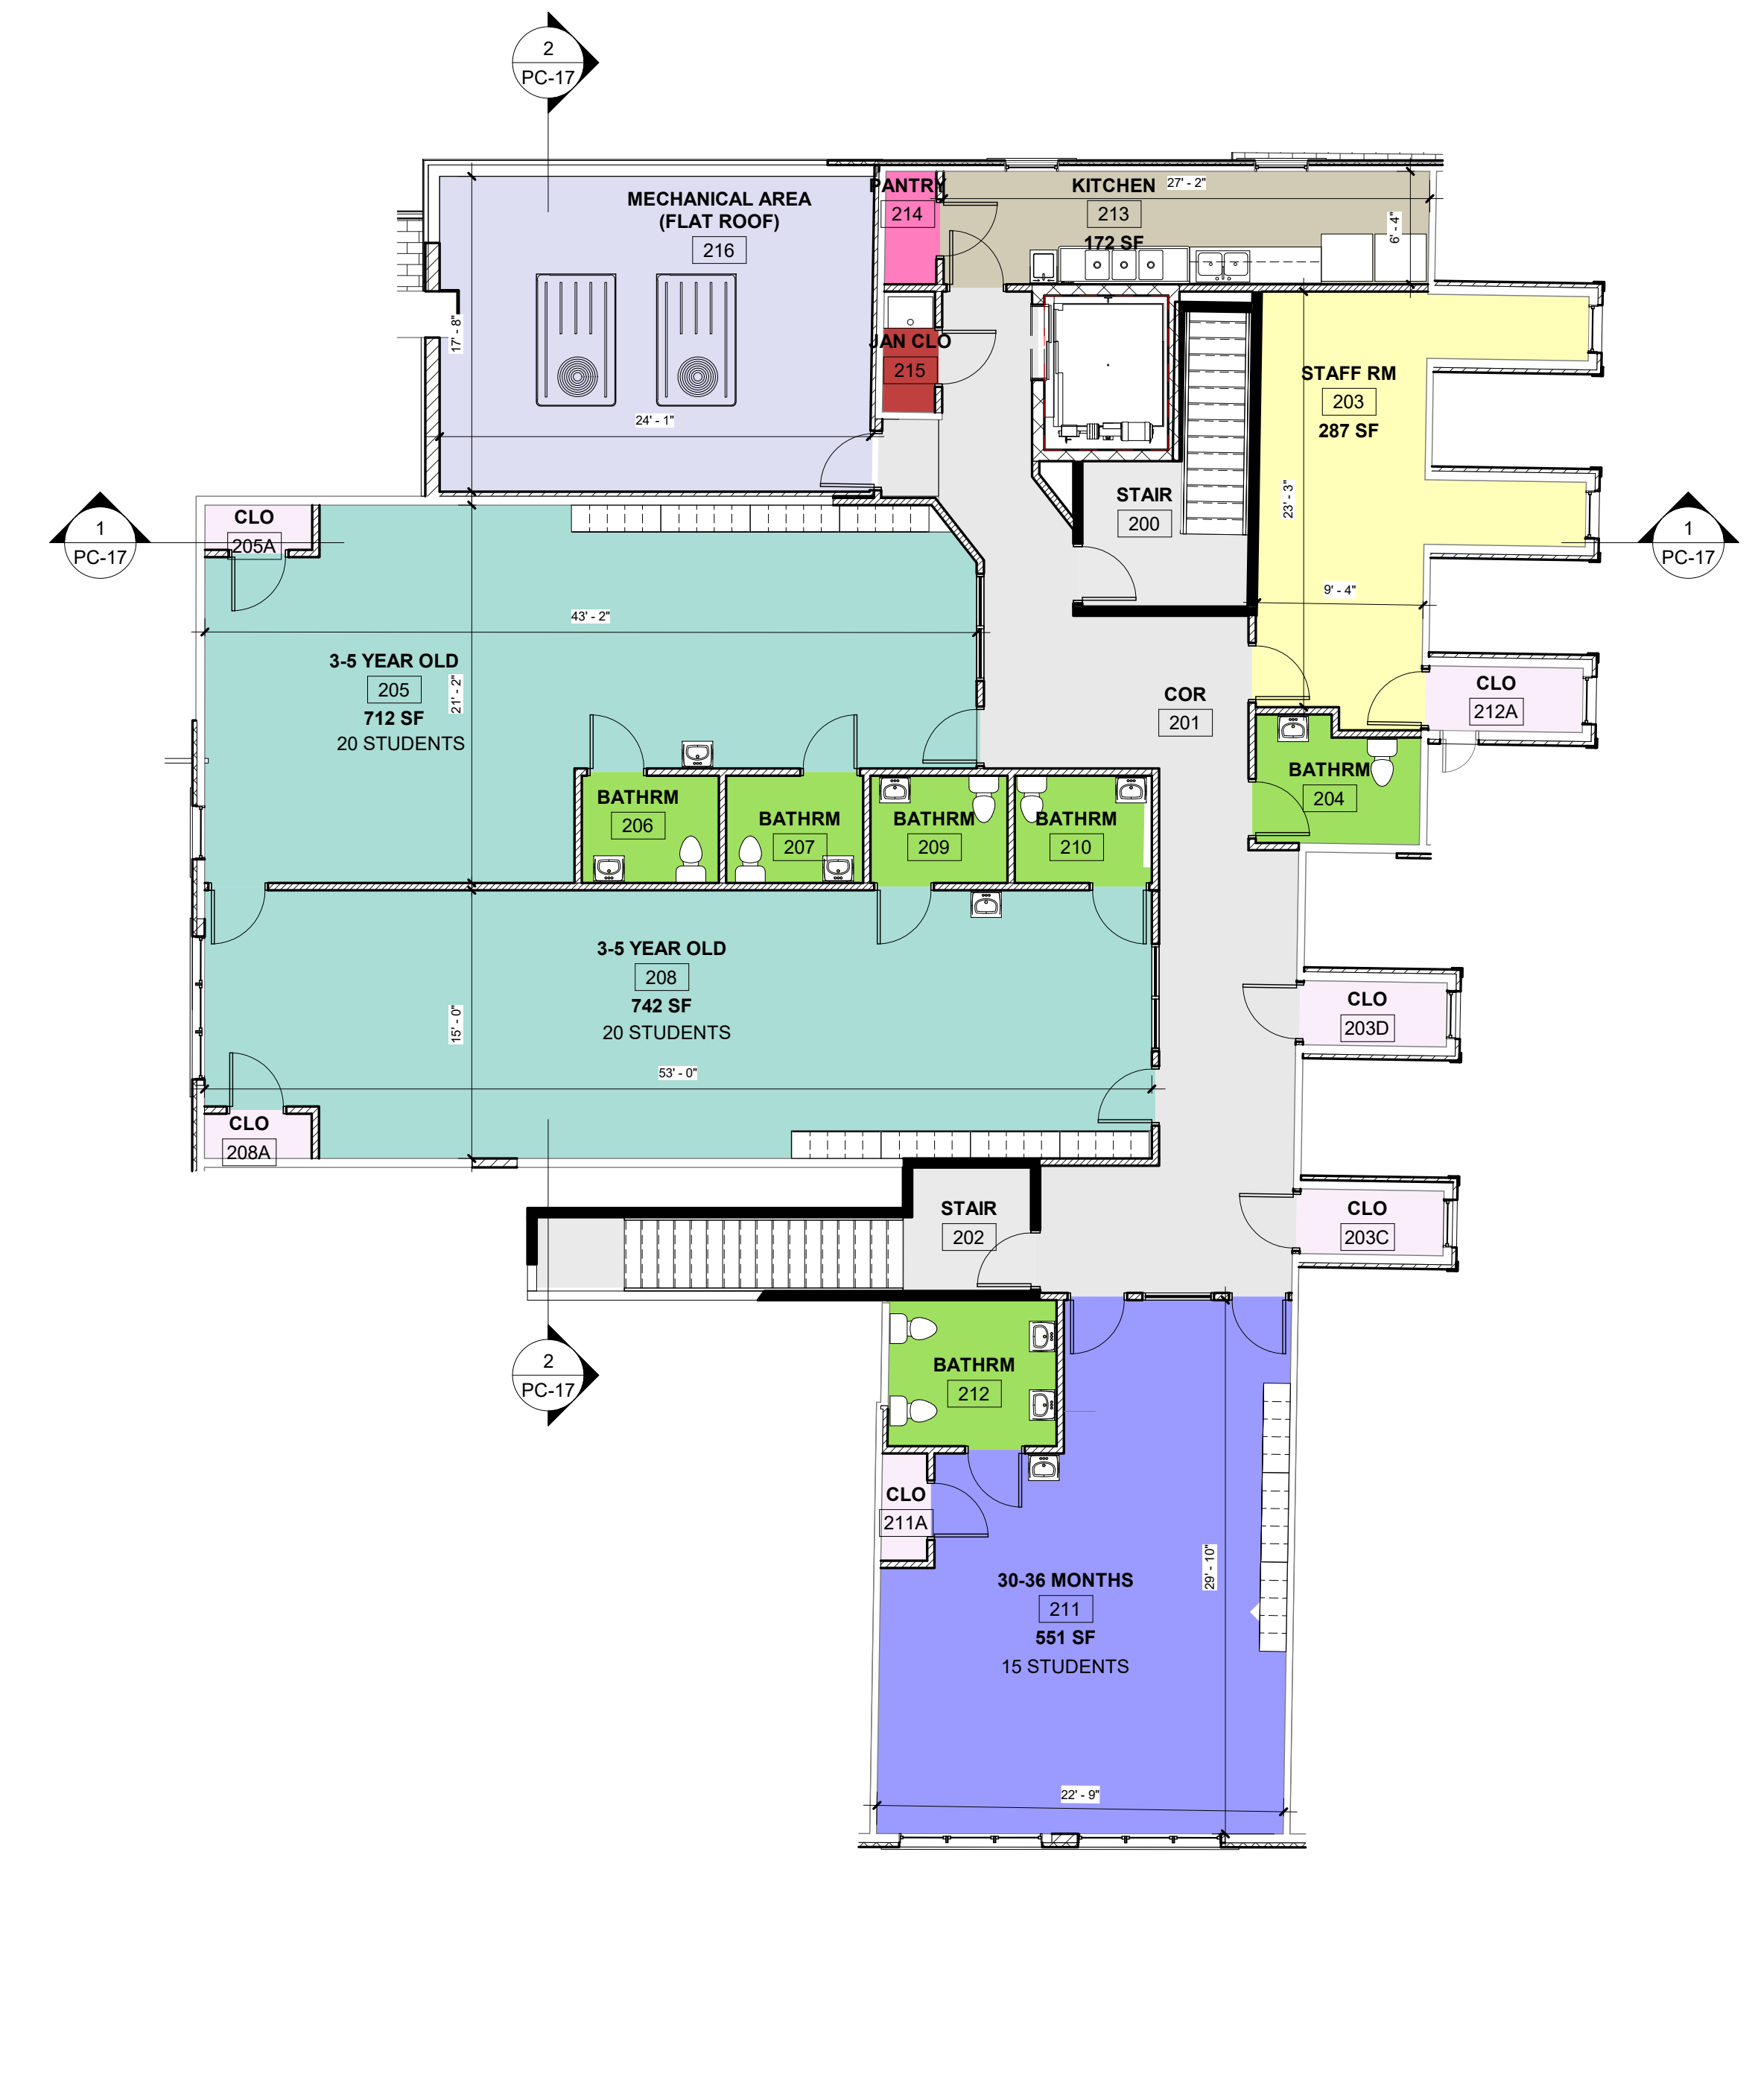 2
PC-17
PANTRY
214
KITCHEN
213
172 SF
27' - 2"
6' - 4"
MECHANICAL AREA
(FLAT ROOF)
216
17' - 8"
24' - 1"
JAN CLO
215
STAFF RM
203
287 SF
23' - 3"
9' - 4"
STAIR
200
1
PC-17
CLO
205A
1
PC-17
43' - 2"
3-5 YEAR OLD
205
712 SF
20 STUDENTS
21' - 2"
COR
201
CLO
212A
BATHRM
204
BATHRM
206
BATHRM
207
BATHRM
209
BATHRM
210
3-5 YEAR OLD
208
742 SF
20 STUDENTS
15' - 0"
53' - 0"
CLO
203D
CLO
208A
STAIR
202
CLO
203C
2
PC-17
BATHRM
212
CLO
211A
29' - 10"
30-36 MONTHS
211
551 SF
15 STUDENTS
22' - 9"